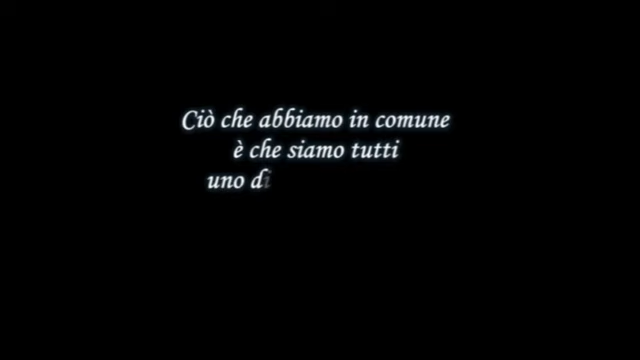 Ciò che abbiamo in comune
è che siamo tutti
uno di